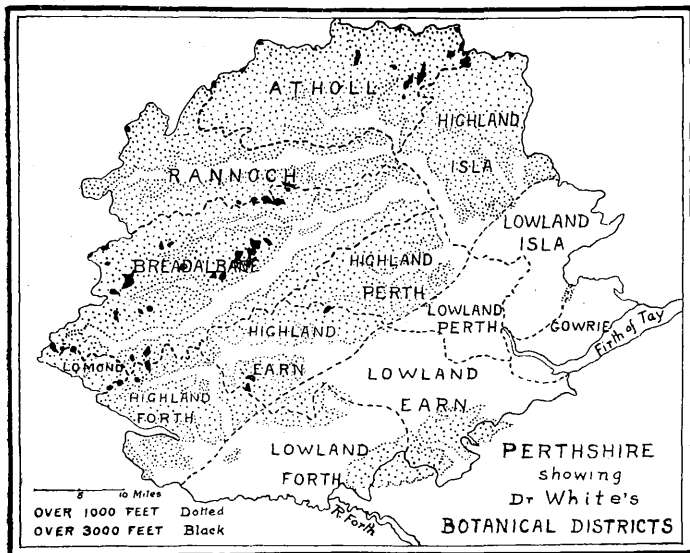 ATHOLL
HIGHLAND
ISLA
RANNOCH
LOWLAND
ISLA
BREADALBANE
HIGHLAND
PERTH
LOWLAND
PERTH
GOWRIE
Firth of Tay
HIGHLAND
EARN
LOMOND
HIGHLAND
FORTH
LOWLAND
EARN
LOWLAND
FORTH
R. Forth
PERTHSHIRE
showing
Dr White's
BOTANICAL DISTRICTS
5 10 Miles
OVER 1000 FEET Dotted
OVER 3000 FEET Black